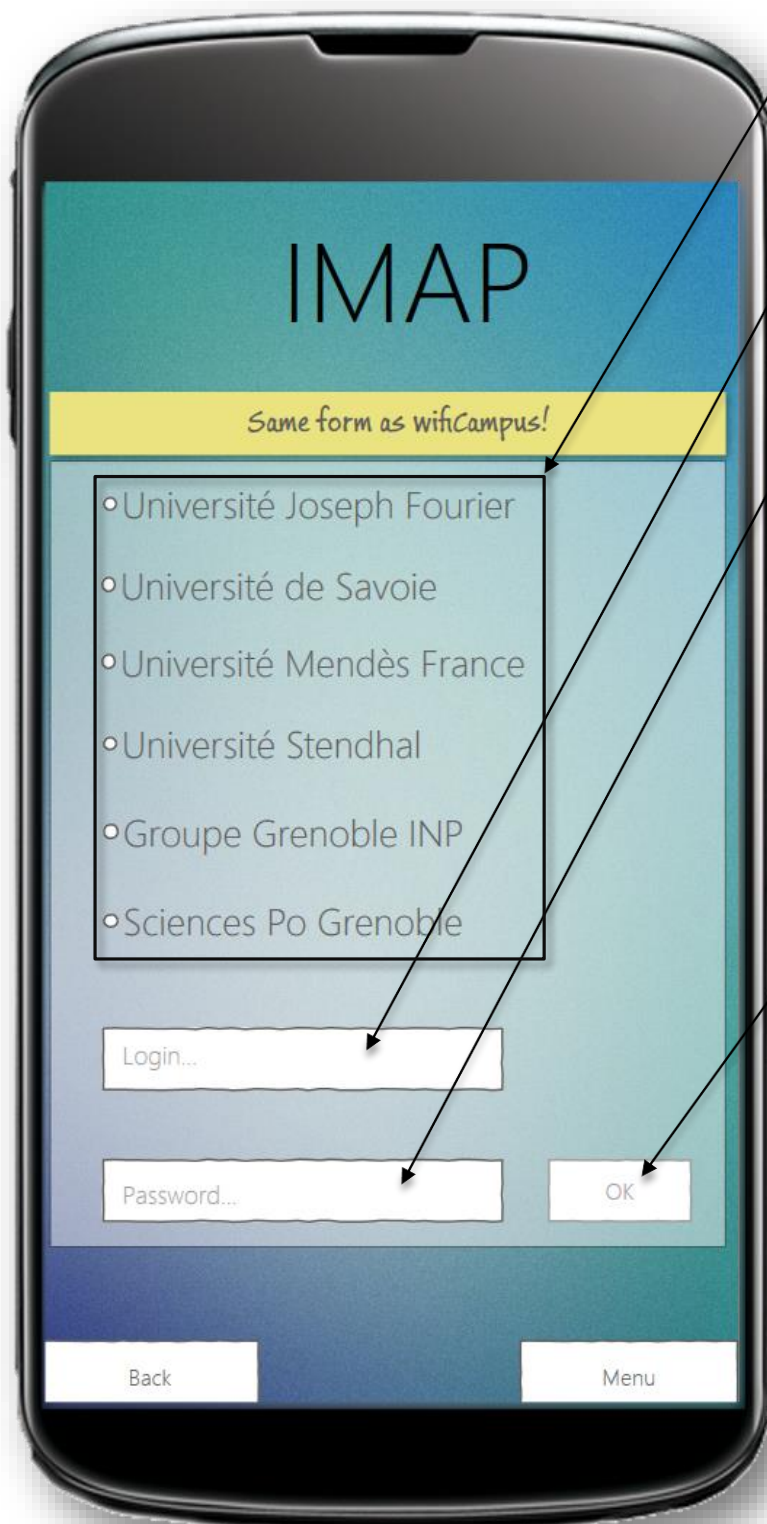 IMAP
Same form as wifiCampus!
Université Joseph Fourier
Université de Savoie
Université Mendès France
Université Stendhal
Groupe Grenoble INP
Sciences Po Grenoble
Login...
Password...
OK
Back
Menu